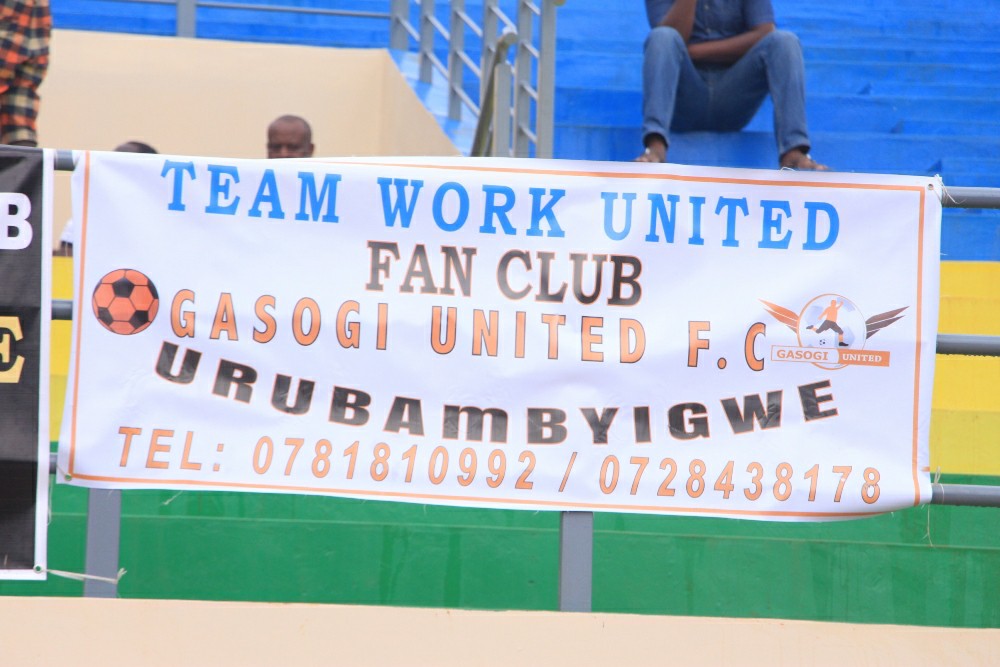 TEAM WORK UNITED
FAN CLUB
GASOGI UNITED F.C
GASOGI UNITED
URUBAMBYIGWE
TEL: 0781810992 / 0728438178
B
E